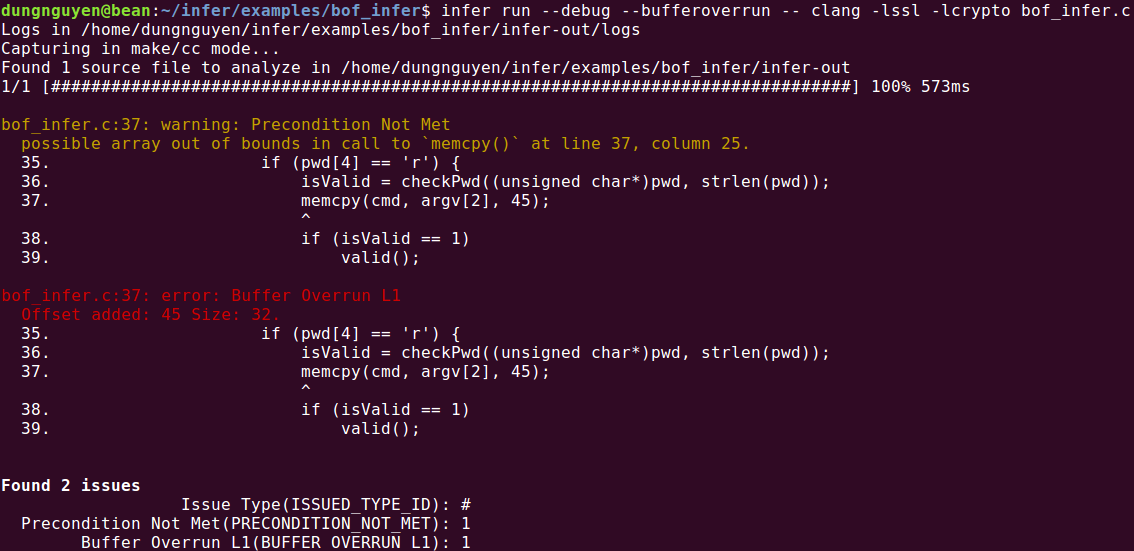 dungnguyen@bean:~/infer/examples/bof_infer$ infer run --debug --bufferoverrun -- clang -lssl -lcrypto bof_infer.c
Logs in /home/dungnguyen/infer/examples/bof_infer/infer-out/logs
Capturing in make/cc mode...
Found 1 source file to analyze in /home/dungnguyen/infer/examples/bof_infer/infer-out
1/1 [################################################################################] 100% 573ms
bof_infer.c:37: warning: Precondition Not Met
possible array out of bounds in call to `memcpy()` at line 37, column 25.
35. if (pwd[4] == 'r') {
36. isValid = checkPwd((unsigned char*)pwd, strlen(pwd));
37. memcpy(cmd, argv[2], 45);
^
38. if (isValid == 1)
39. valid();
bof_infer.c:37: error: Buffer Overrun L1
Offset added: 45 Size: 32.
35. if (pwd[4] == 'r') {
36. isValid = checkPwd((unsigned char*)pwd, strlen(pwd));
37. memcpy(cmd, argv[2], 45);
^
38. if (isValid == 1)
39. valid();
Found 2 issues
Issue Type(ISSUED_TYPE_ID): #
Precondition Not Met(PRECONDITION_NOT_MET): 1
Buffer Overrun L1(BUFFER_OVERRUN_L1): 1